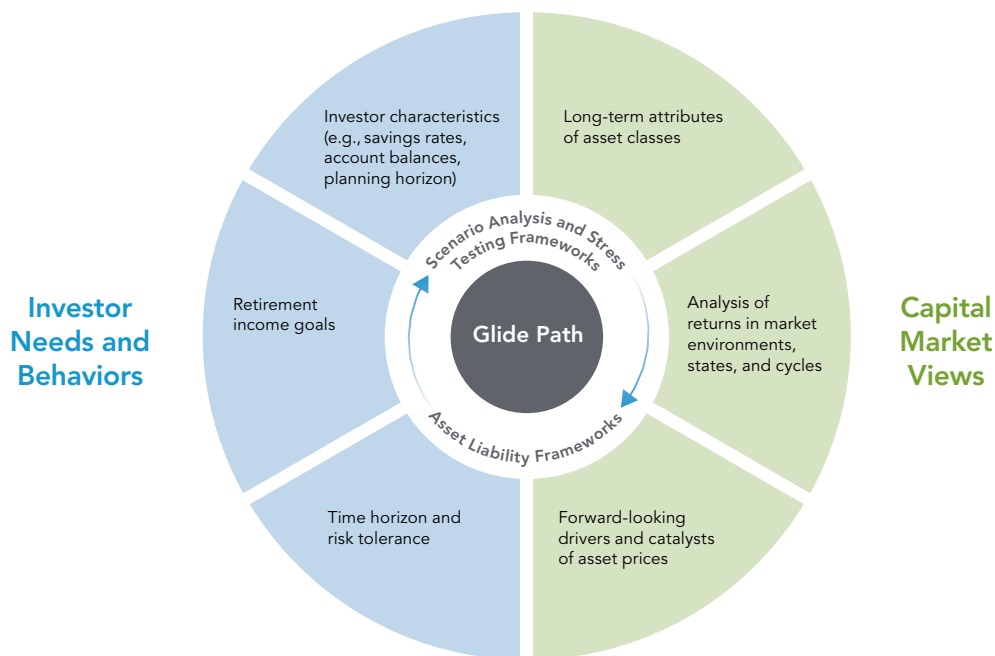 Investor characteristics
(e.g., savings rates,
account balances,
planning horizon)
Long-term attributes
of asset classes
Scenario Analysis and Stress
Testing Frameworks
Investor
Needs and
Behaviors
Retirement
income goals
Glide Path
Analysis of
returns in market
environments,
states, and cycles
Capital
Market
Views
Asset Liability Frameworks
Time horizon and
risk tolerance
Forward-looking
drivers and catalysts
of asset prices